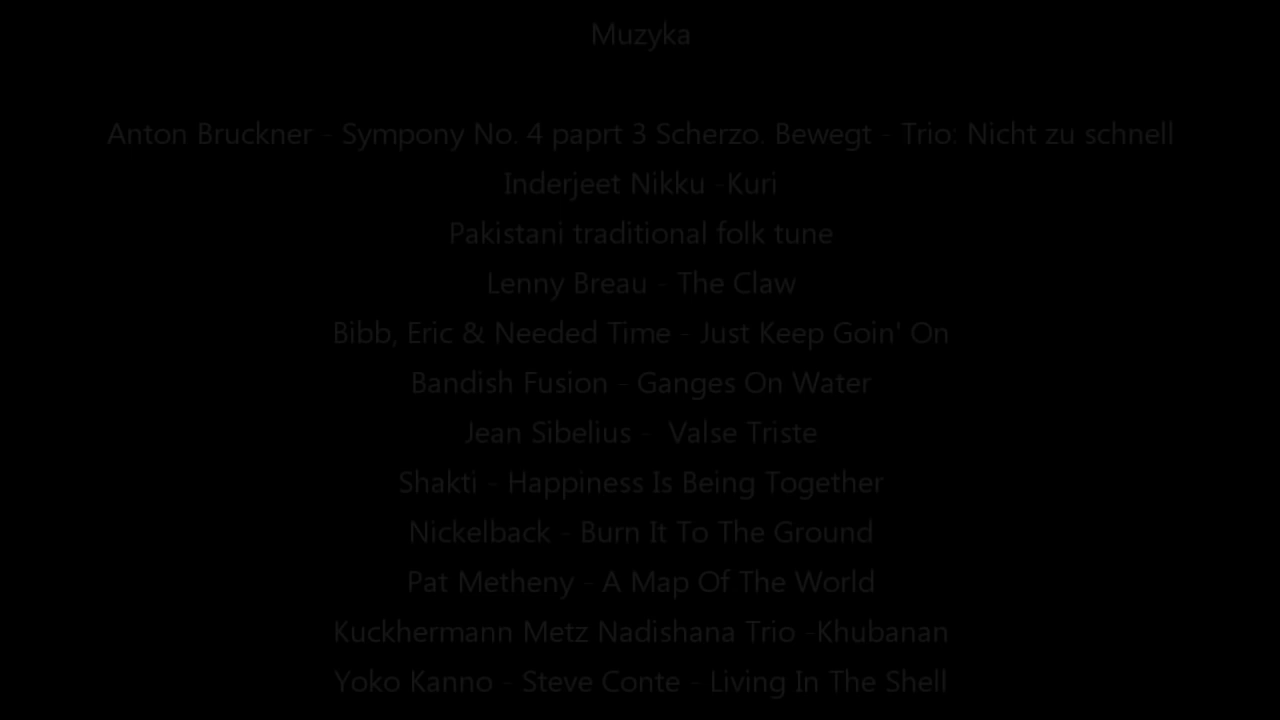 Muzyka
Anton Bruckner - Sympony No. 4 paprt 3 Scherzo. Bewegt - Trio: Nicht zu schnell
Inderjeet Nikku -Kuri
Pakistani traditional folk tune
Lenny Breau - The Claw
Bibb, Eric & Needed Time - Just Keep Goin' On
Bandish Fusion - Ganges On Water
Jean Sibelius -  Valse Triste
Shakti - Happiness Is Being Together
Nickelback - Burn It To The Ground
Pat Metheny - A Map Of The World
Kuckhermann Metz Nadishana Trio -Khubanan
Yoko Kanno - Steve Conte - Living In The Shell